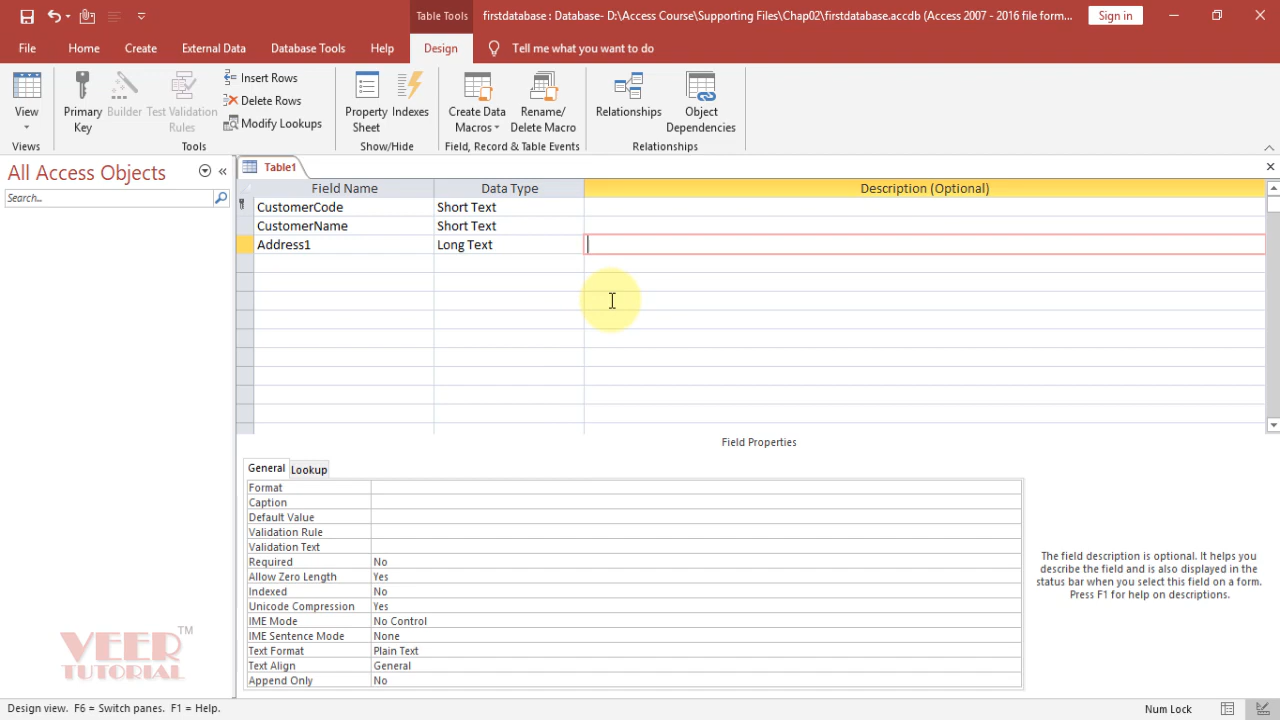 Table Tools
firstdatabase : Database- D:\Access Course\Supporting Files\Chap02\firstdatabase.accdb (Access 2007 - 2016 file form...
Sign in
File Home Create External Data Database Tools Help Design Tell me what you want to do
View
Primary Key
Builder
Test Validation Rules
Insert Rows
Delete Rows
Modify Lookups
Property Sheet
Indexes
Create Data Macros
Rename/ Delete Macro
Relationships
Object Dependencies
Views Tools Show/Hide Field, Record & Table Events Relationships
All Access Objects
Search...
Table1
Field Name Data Type Description (Optional)
CustomerCode Short Text
CustomerName Short Text
Address1 Long Text
Field Properties
General Lookup
Format
Caption
Default Value
Validation Rule
Validation Text
Required No
Allow Zero Length Yes
Indexed No
Unicode Compression Yes
IME Mode No Control
IME Sentence Mode None
Text Format Plain Text
Text Align General
Append Only No
The field description is optional. It helps you
describe the field and is also displayed in the
status bar when you select this field on a form.
Press F1 for help on descriptions.
VEER TM
TUTORIAL
Design view. F6 = Switch panes. F1 = Help.
Num Lock